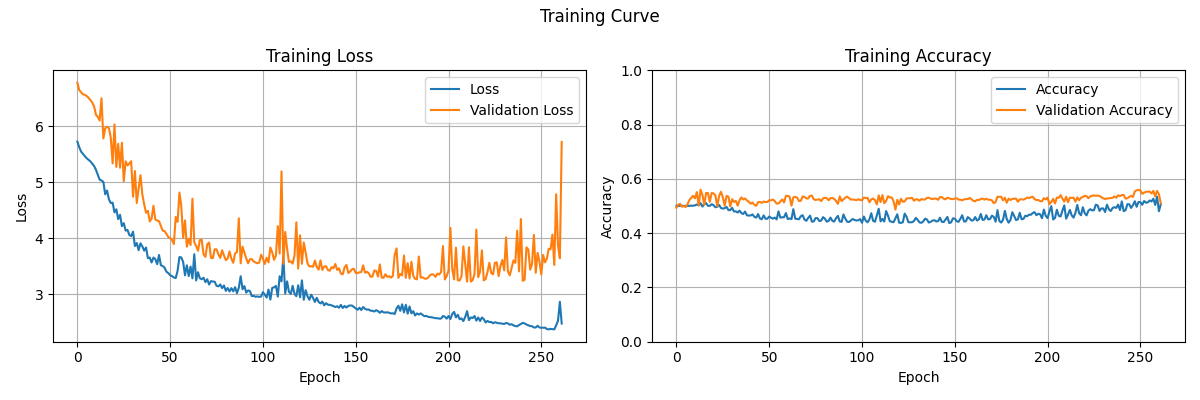 Training Curve
Training Loss
Loss
Validation Loss
6
5
4
3
Loss
0
50
100
150
200
250
Epoch
Training Accuracy
Accuracy
Validation Accuracy
1.0
0.8
0.6
0.4
0.2
0.0
Accuracy
0
50
100
150
200
250
Epoch